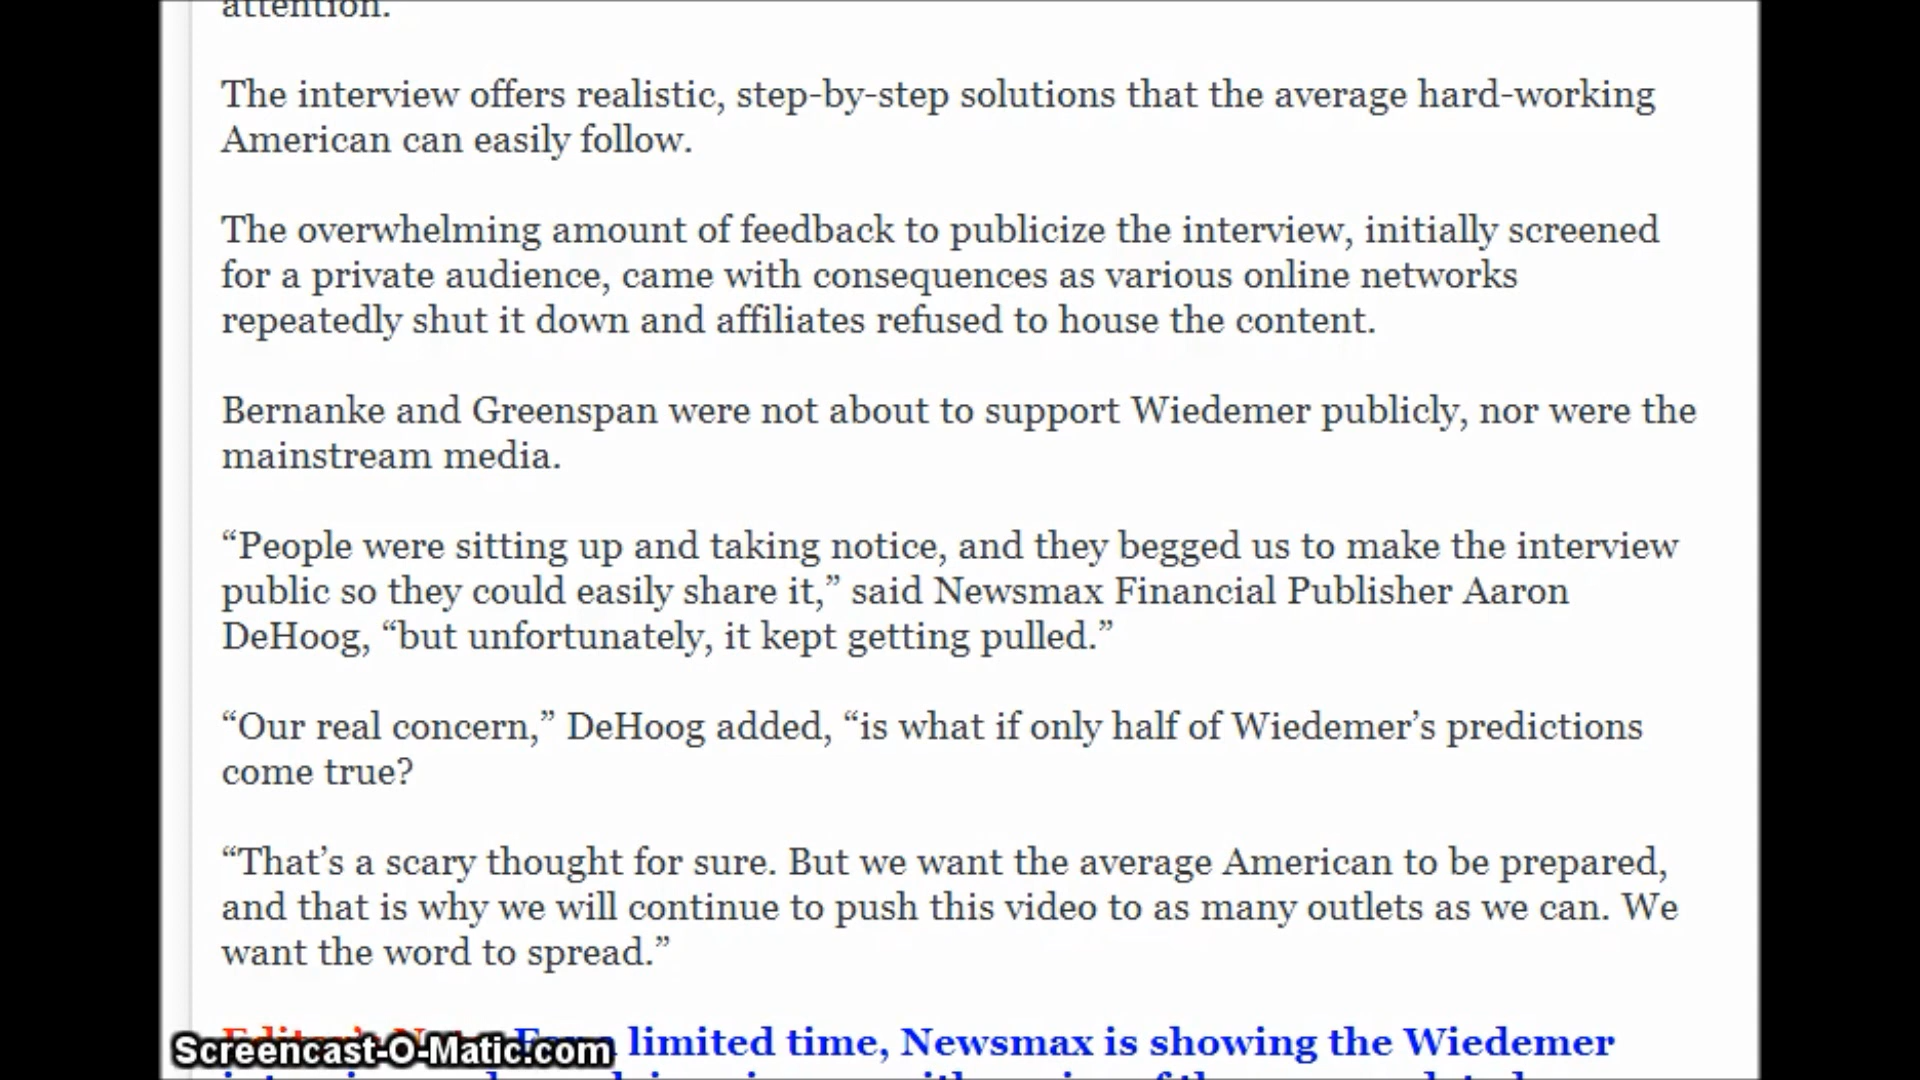 attention.
The interview offers realistic, step-by-step solutions that the average hard-working
American can easily follow.
The overwhelming amount of feedback to publicize the interview, initially screened
for a private audience, came with consequences as various online networks
repeatedly shut it down and affiliates refused to house the content.
Bernanke and Greenspan were not about to support Wiedemer publicly, nor were the
mainstream media.
“People were sitting up and taking notice, and they begged us to make the interview
public so they could easily share it,” said Newsmax Financial Publisher Aaron
DeHoog, “but unfortunately, it kept getting pulled.”
“Our real concern,” DeHoog added, “is what if only half of Wiedemer’s predictions
come true?
“That’s a scary thought for sure. But we want the average American to be prepared,
and that is why we will continue to push this video to as many outlets as we can. We
want the word to spread.”
limited time, Newsmax is showing the Wiedemer
Screencast-O-Matic.com